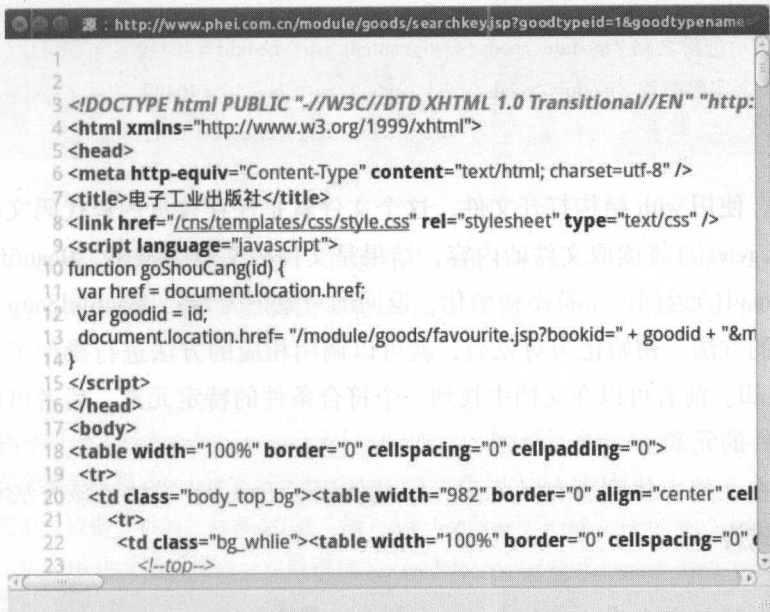 源 : http://www.phei.com.cn/module/goods/searchkey.jsp?goodtypeid=1&goodtypename=
1
2
3 <!DOCTYPE html PUBLIC "-//W3C//DTD XHTML 1.0 Transitional//EN" "http:
4 <html xmlns="http://www.w3.org/1999/xhtml">
5 <head>
6 <meta http-equiv="Content-Type" content="text/html; charset=utf-8" />
7 <title>电子工业出版社</title>
8 <link href="/cns/templates/css/style.css" rel="stylesheet" type="text/css" />
9 <script language="javascript">
10 function goShouCang(id) {
11 var href = document.location.href;
12 var goodid = id;
13 document.location.href= "/module/goods/favourite.jsp?bookid=" + goodid + "&m
14 }
15 </script>
16 </head>
17 <body>
18 <table width="100%" border="0" cellspacing="0" cellpadding="0">
19 <tr>
20 <td class="body_top_bg"><table width="982" border="0" align="center" cell
21 <tr>
22 <td class="bg_whlie"><table width="100%" border="0" cellspacing="0"
23 <!--top-->